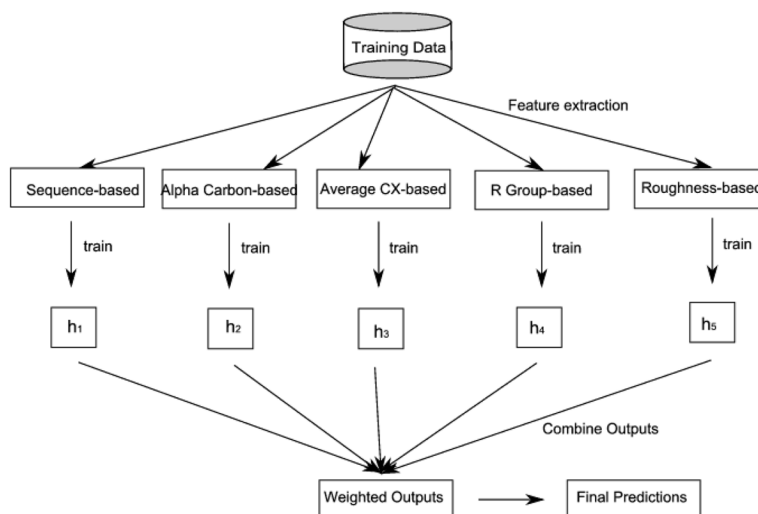 Training Data
Feature extraction
Sequence-based
Alpha Carbon-based
Average CX-based
R Group-based
Roughness-based
train
train
train
train
train
h1
h2
h3
h4
h5
Combine Outputs
Weighted Outputs
Final Predictions